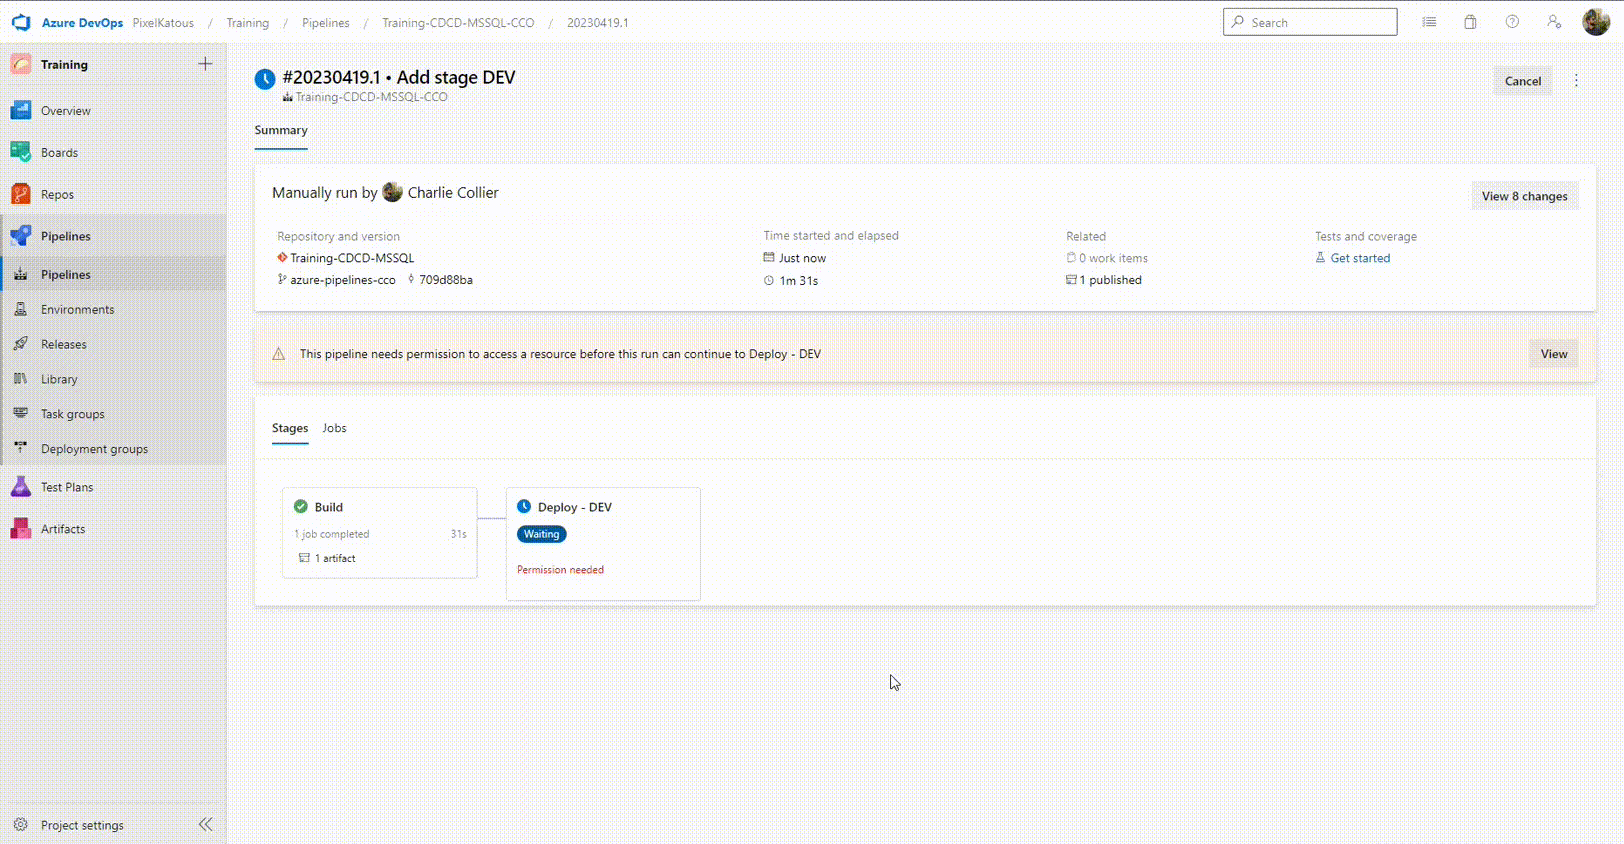 Azure DevOps PixelKatous / Training / Pipelines / Training-CDCD-MSSQL-CCO / 20230419.1
Search
Training
Overview
Boards
Repos
Pipelines
Pipelines
Environments
Releases
Library
Task groups
Deployment groups
Test Plans
Artifacts
Project settings
#20230419.1 • Add stage DEV
Training-CDCD-MSSQL-CCO
Cancel
Summary
Manually run by Charlie Collier
View 8 changes
Repository and version
Training-CDCD-MSSQL
azure-pipelines-cco 709d88ba
Time started and elapsed
Just now
1m 31s
Related
0 work items
1 published
Tests and coverage
Get started
This pipeline needs permission to access a resource before this run can continue to Deploy - DEV
View
Stages Jobs
Build
1 job completed 31s
1 artifact
Deploy - DEV
Waiting
Permission needed